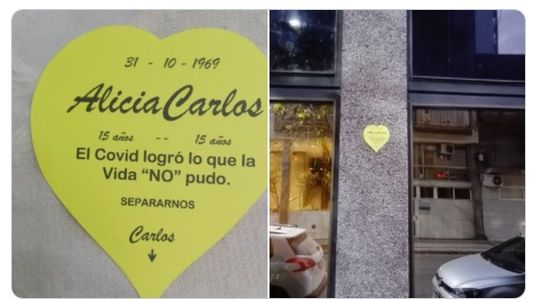 31 - 10 - 1969
Alicia Carlos
15 años -- 15 años
El Covid logró lo que la
Vida "NO" pudo.
SEPARARNOS
Carlos